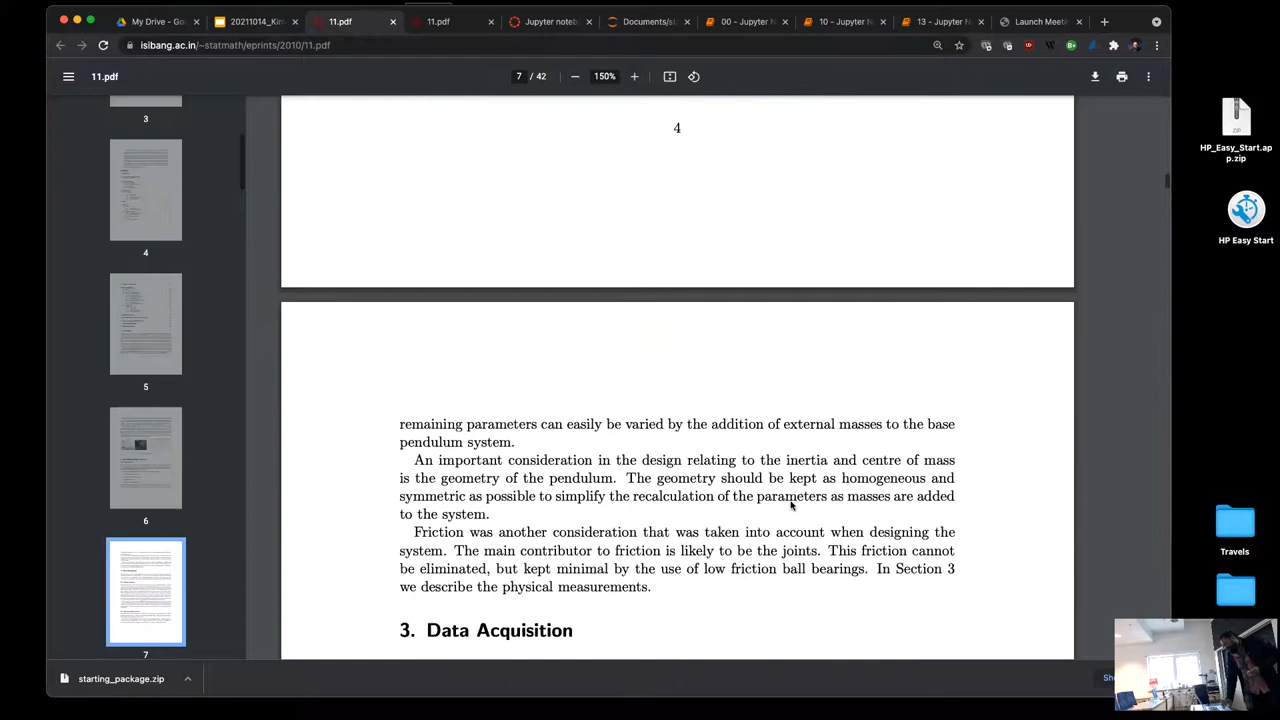 My Drive - Go
20211014_Kim
11.pdf
11.pdf
Jupyter noteb
Documents/st
00 - Jupyter N
10 - Jupyter N
13 - Jupyter N
Launch Meeti
isibang.ac.in/~statmath/eprints/2010/11.pdf
11.pdf
7 / 42
150%
3
4
5
6
7
4
remaining parameters can easily be varied by the addition of external masses to the base
pendulum system.
An important consideration in the design relating to the inertia and centre of mass
is the geometry of the pendulum. The geometry should be kept as homogeneous and
symmetric as possible to simplify the recalculation of the parameters as masses are added
to the system.
Friction was another consideration that was taken into account when designing the
system. The main contributor to friction is likely to be the joints. This friction cannot
be eliminated, but kept minmal by the use of low friction ball bearings. In Section 3
we describe the physical measurements.
3. Data Acquisition
starting_package.zip
ZIP
HP_Easy_Start.ap
p.zip
HP Easy Start
Travels